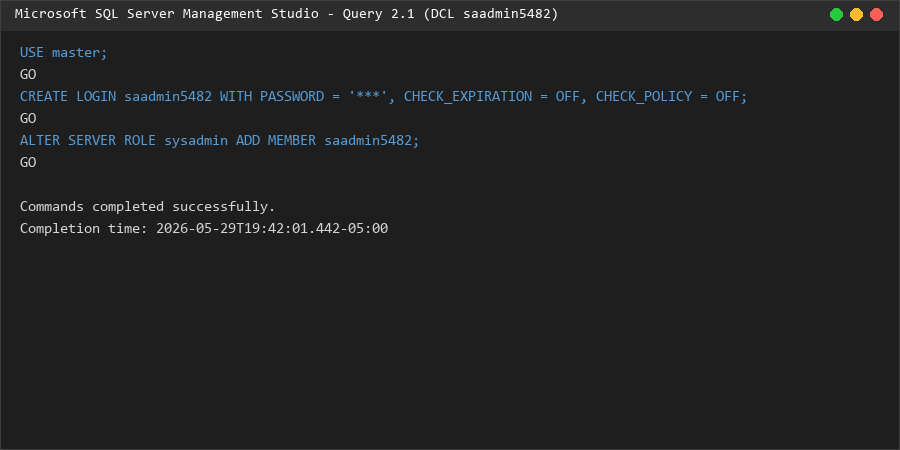 Microsoft SQL Server Management Studio - Query 2.1 (DCL saadmin5482)
USE master;
GO
CREATE LOGIN saadmin5482 WITH PASSWORD = '***', CHECK_EXPIRATION = OFF, CHECK_POLICY = OFF;
GO
ALTER SERVER ROLE sysadmin ADD MEMBER saadmin5482;
GO
Commands completed successfully.
Completion time: 2026-05-29T19:42:01.442-05:00